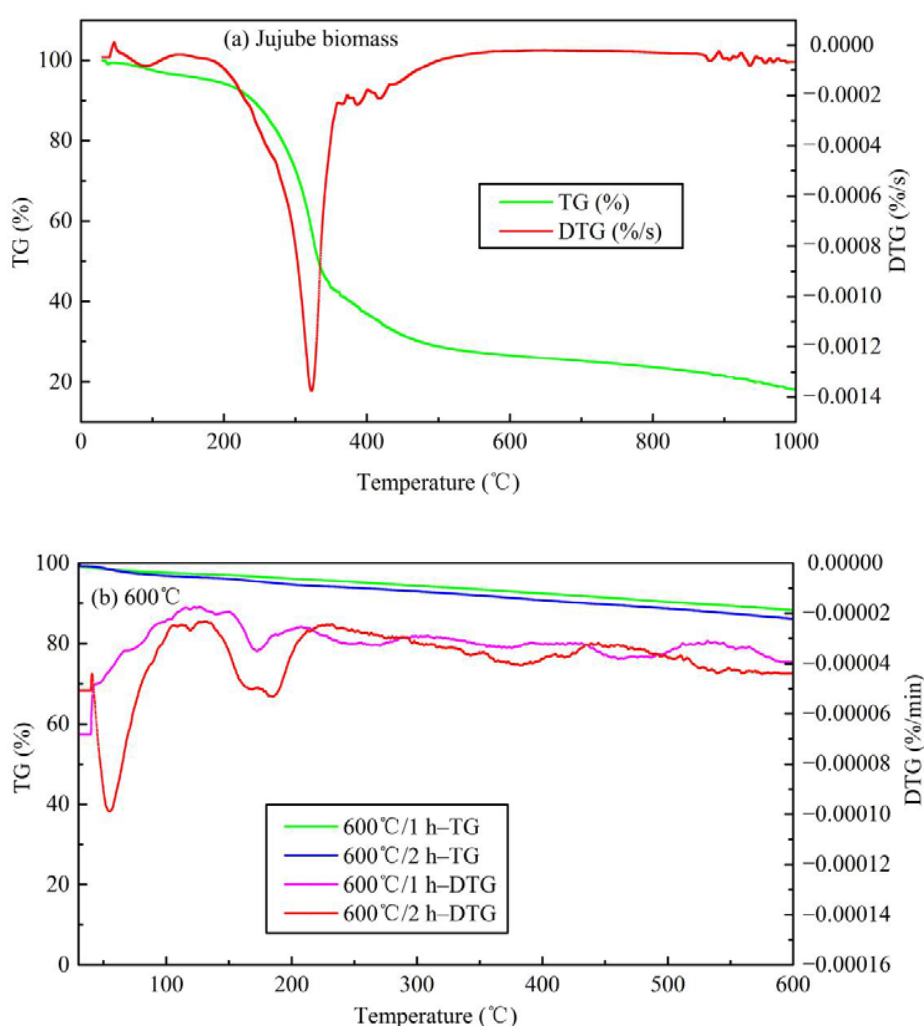 (a) Jujube biomass
100
80
60
40
20
TG (%)
0.0000
−0.0002
−0.0004
−0.0006
−0.0008
−0.0010
−0.0012
−0.0014
DTG (%/s)
TG (%)
DTG (%/s)
0 200 400 600 800 1000
Temperature (℃)
(b) 600℃
100
80
60
40
20
0
TG (%)
0.00000
−0.00002
−0.00004
−0.00006
−0.00008
−0.00010
−0.00012
−0.00014
−0.00016
DTG (%/min)
600℃/1 h–TG
600℃/2 h–TG
600℃/1 h–DTG
600℃/2 h–DTG
100 200 300 400 500 600
Temperature (℃)